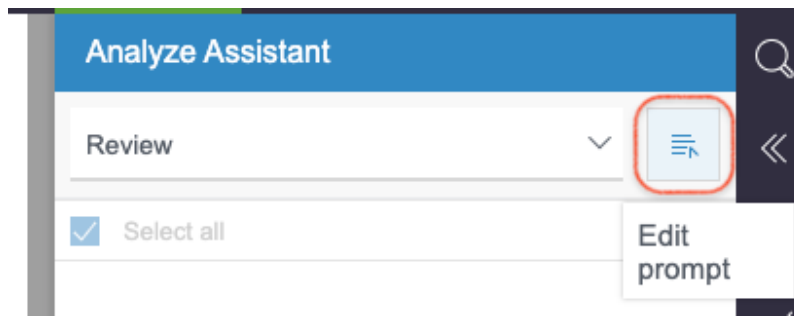 Analyze Assistant
Review
Select all
Edit
prompt